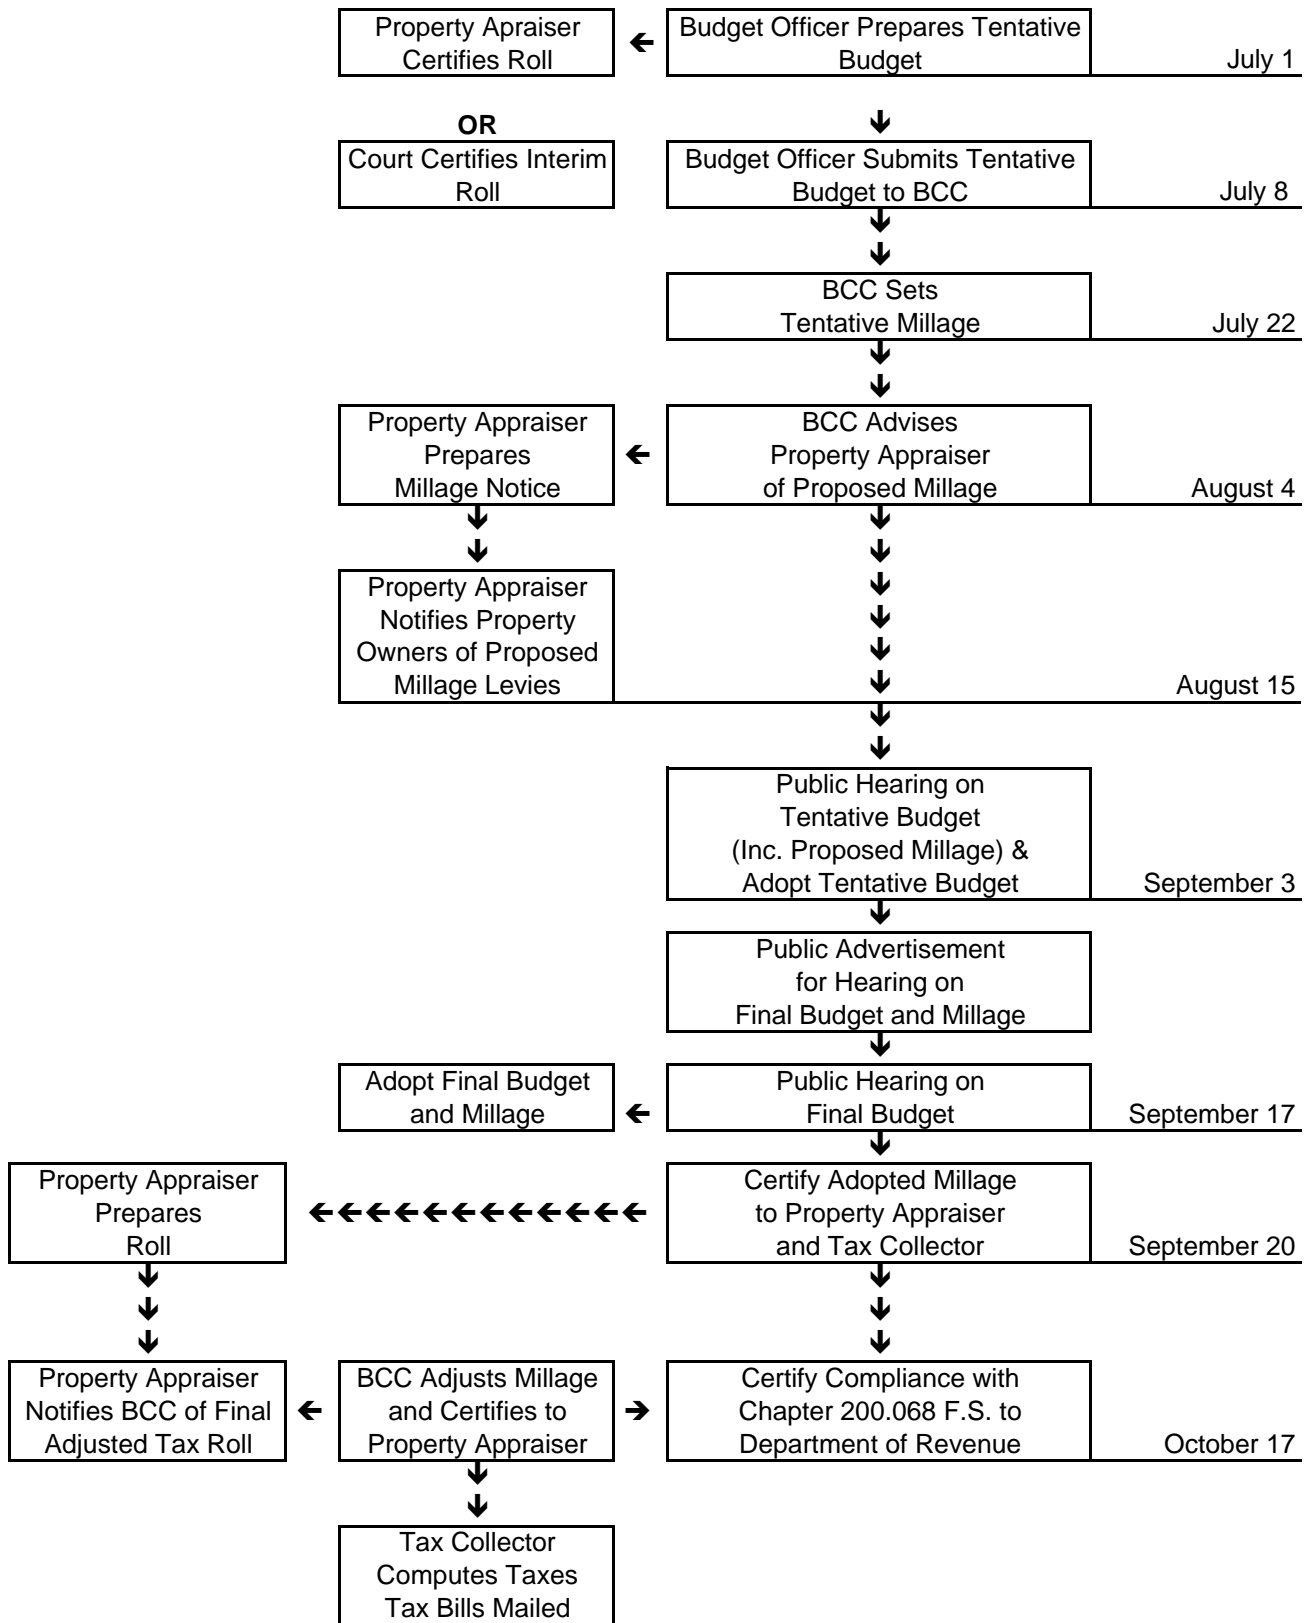 Property Apraiser
Certifies Roll
Budget Officer Prepares Tentative
Budget
July 1
OR
Court Certifies Interim
Roll
Budget Officer Submits Tentative
Budget to BCC
July 8
BCC Sets
Tentative Millage
July 22
Property Appraiser
Prepares
Millage Notice
BCC Advises
Property Appraiser
of Proposed Millage
August 4
Property Appraiser
Notifies Property
Owners of Proposed
Millage Levies
August 15
Public Hearing on
Tentative Budget
(Inc. Proposed Millage) &
Adopt Tentative Budget
September 3
Public Advertisement
for Hearing on
Final Budget and Millage
Adopt Final Budget
and Millage
Public Hearing on
Final Budget
September 17
Property Appraiser
Prepares
Roll
Certify Adopted Millage
to Property Appraiser
and Tax Collector
September 20
Property Appraiser
Notifies BCC of Final
Adjusted Tax Roll
BCC Adjusts Millage
and Certifies to
Property Appraiser
Certify Compliance with
Chapter 200.068 F.S. to
Department of Revenue
October 17
Tax Collector
Computes Taxes
Tax Bills Mailed